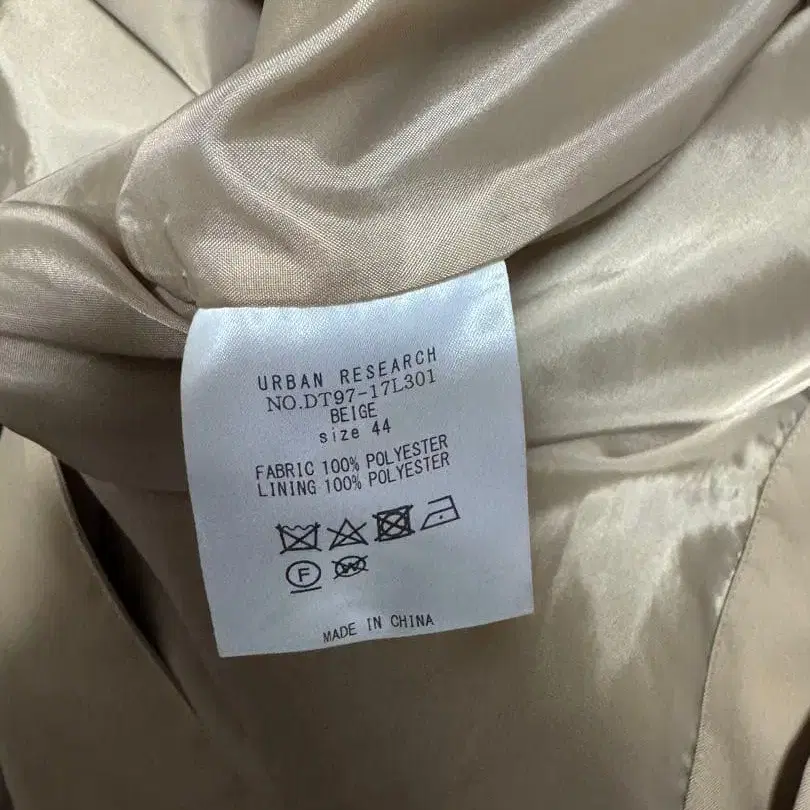 URBAN RESEARCH
NO.DT97-17L301
BEIGE
size 44
FABRIC 100% POLYESTER
LINING 100% POLYESTER
F W
MADE IN CHINA